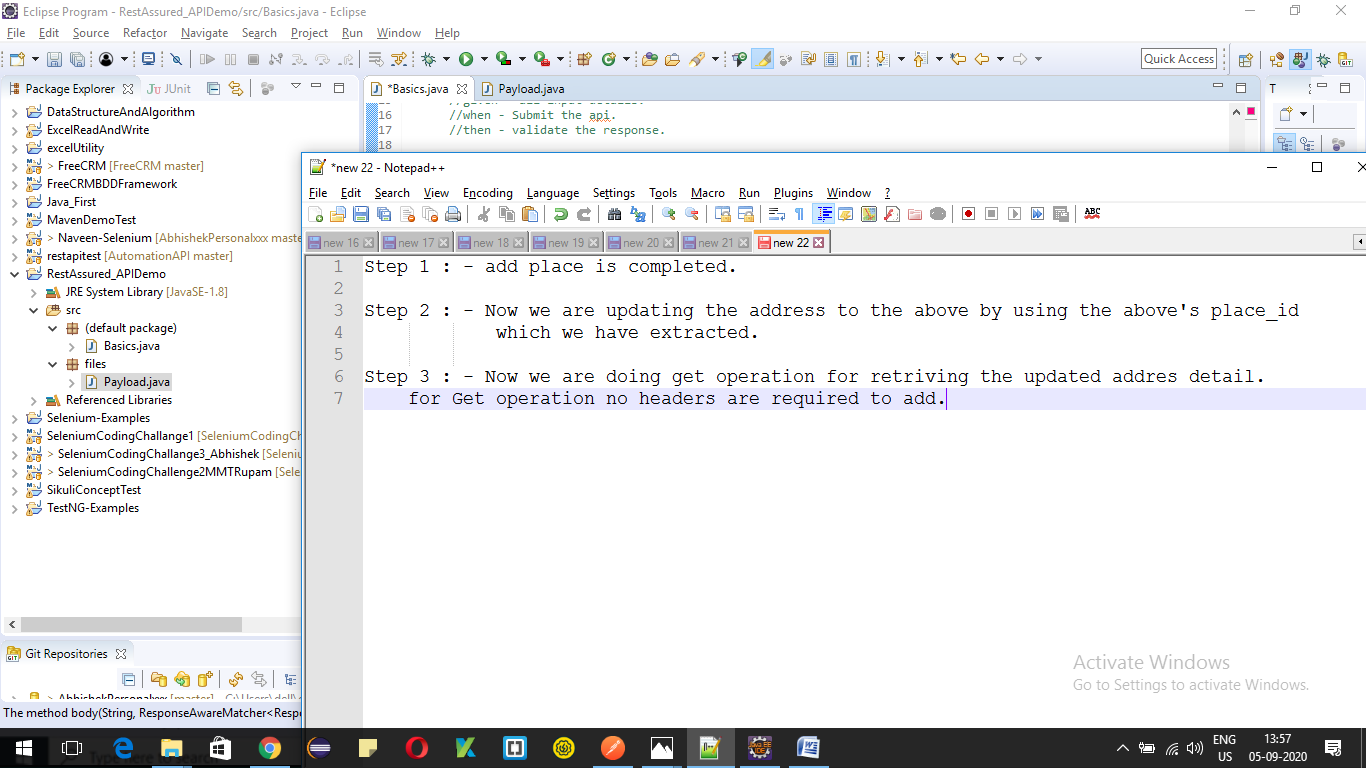 Eclipse Program - RestAssured_APIDemo/src/Basics.java - Eclipse
File Edit Source Refactor Navigate Search Project Run Window Help
Quick Access
Package Explorer JUnit
*Basics.java Payload.java
T
16 //when - Submit the api.
17 //then - validate the response.
18
DataStructureAndAlgorithm
ExcelReadAndWrite
excelUtility
> FreeCRM [FreeCRM master]
FreeCRMBDDFramework
Java_First
MavenDemoTest
> Naveen-Selenium [AbhishekPersonalxxx maste
restapitest [AutomationAPI master]
RestAssured_APIDemo
JRE System Library [JavaSE-1.8]
src
(default package)
Basics.java
files
Payload.java
Referenced Libraries
Selenium-Examples
SeleniumCodingChallange1 [SeleniumCodingCh
> SeleniumCodingChallange3_Abhishek [Seleniu
> SeleniumCodingChallenge2MMTRupam [Sele
SikuliConceptTest
TestNG-Examples
Git Repositories
> AbhishekPersonalxxx [master] - C:\Users\dell\
The method body(String, ResponseAwareMatcher<Respo
*new 22 - Notepad++
File Edit Search View Encoding Language Settings Tools Macro Run Plugins Window ?
new 16 new 17 new 18 new 19 new 20 new 21 new 22
1 Step 1 : - add place is completed.
2
3 Step 2 : - Now we are updating the address to the above by using the above's place_id
4 which we have extracted.
5
6 Step 3 : - Now we are doing get operation for retriving the updated addres detail.
7 for Get operation no headers are required to add.
Activate Windows
Go to Settings to activate Windows.
ENG
US
13:57
05-09-2020